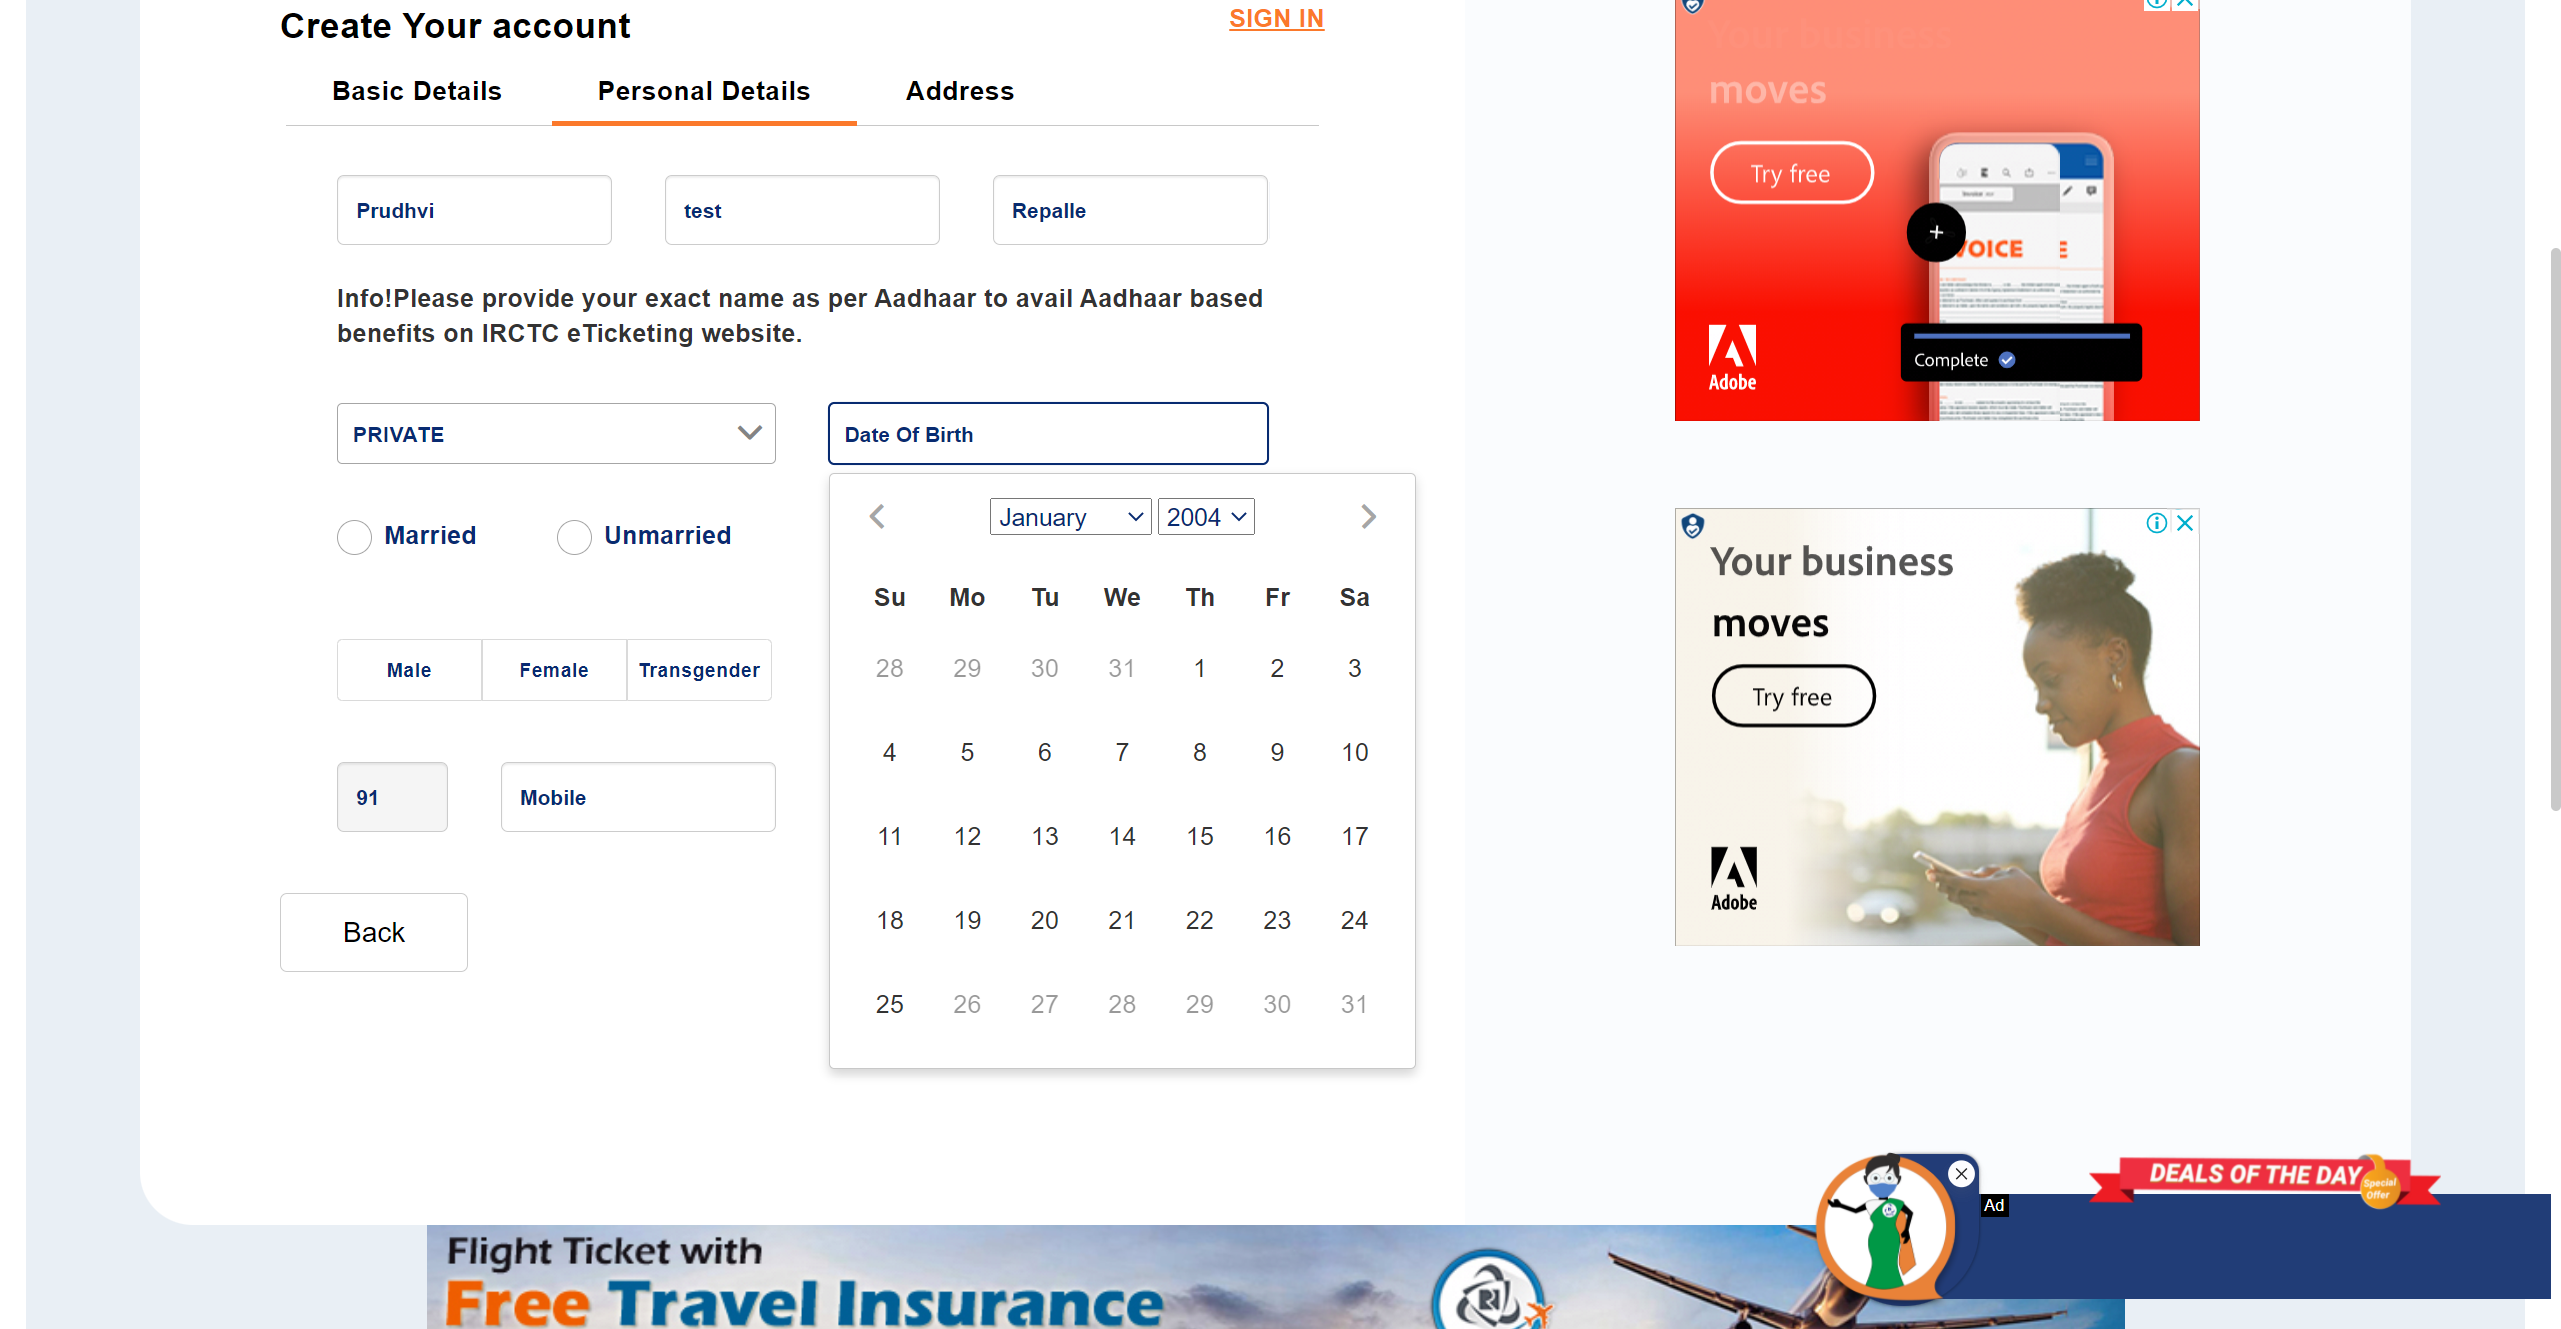 Create Your account
SIGN IN
Basic Details Personal Details Address
Prudhvi test Repalle
Info!Please provide your exact name as per Aadhaar to avail Aadhaar based
benefits on IRCTC eTicketing website.
PRIVATE Date Of Birth
January 2004
Married Unmarried
Su Mo Tu We Th Fr Sa
28 29 30 31 1 2 3
4 5 6 7 8 9 10
11 12 13 14 15 16 17
18 19 20 21 22 23 24
25 26 27 28 29 30 31
Male Female Transgender
91 Mobile
Back
Your business
moves
Try free
VOICE
Complete
Adobe
Your business
moves
Try free
Adobe
DEALS OF THE DAY
Special
Offer
Ad
Flight Ticket with
Free Travel Insurance